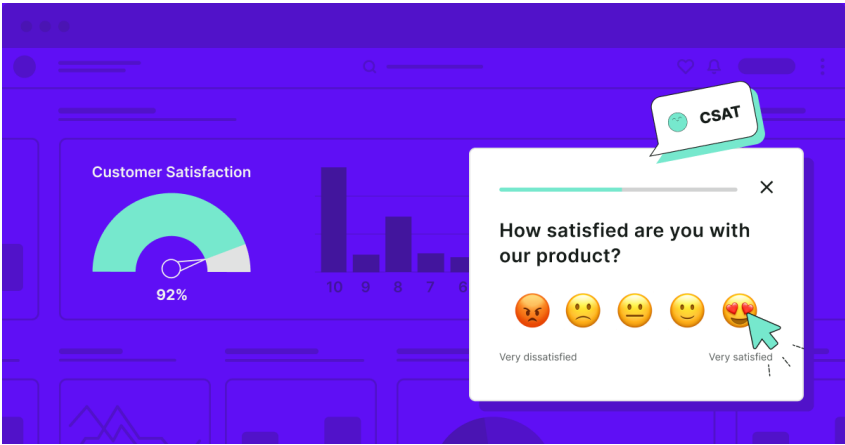 CSAT
Customer Satisfaction
92%
10 9 8 7 6
How satisfied are you with
our product?
Very dissatisfied
Very satisfied